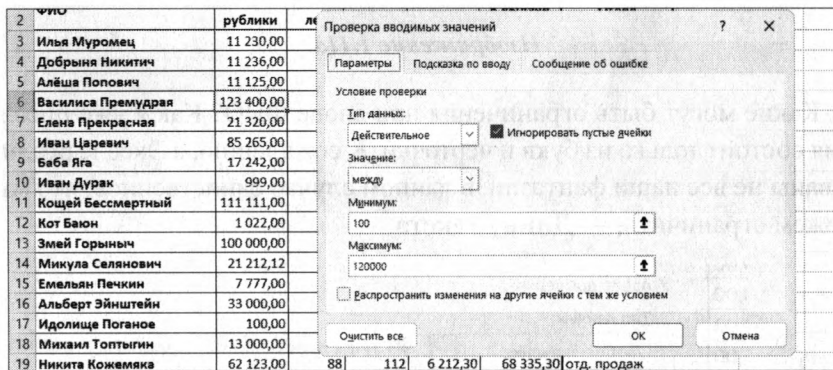 2 ФИО рубли
3 Илья Муромец 11 230,00
4 Добрыня Никитич 11 236,00
5 Алёша Попович 11 125,00
6 Василиса Премудрая 123 400,00
7 Елена Прекрасная 12 320,00
8 Иван Царевич 85 265,00
9 Баба Яга 17 242,00
10 Иван Дурак 999,00
11 Кощей Бессмертный 111 111,00
12 Кот Баюн 1 022,00
13 Змей Горыныч 100 000,00
14 Микула Селянович 21 212,12
15 Емельян Печкин 7 777,00
16 Альберт Эйнштейн 33 000,00
17 Идолище Поганое 100,00
18 Михаил Топтыгин 13 000,00
19 Никита Кожемяка 62 123,00 88 112 6 212,30 68 335,30 отд. продаж
Проверка вводимых значений ? ×
Параметры Подсказка по вводу Сообщение об ошибке
Условие проверки
Тип данных:
Действительное Игнорировать пустые ячейки
Значение:
между
Минимум:
100
Максимум:
120000
Распространить изменения на другие ячейки с тем же условием
Очистить все ОК Отмена